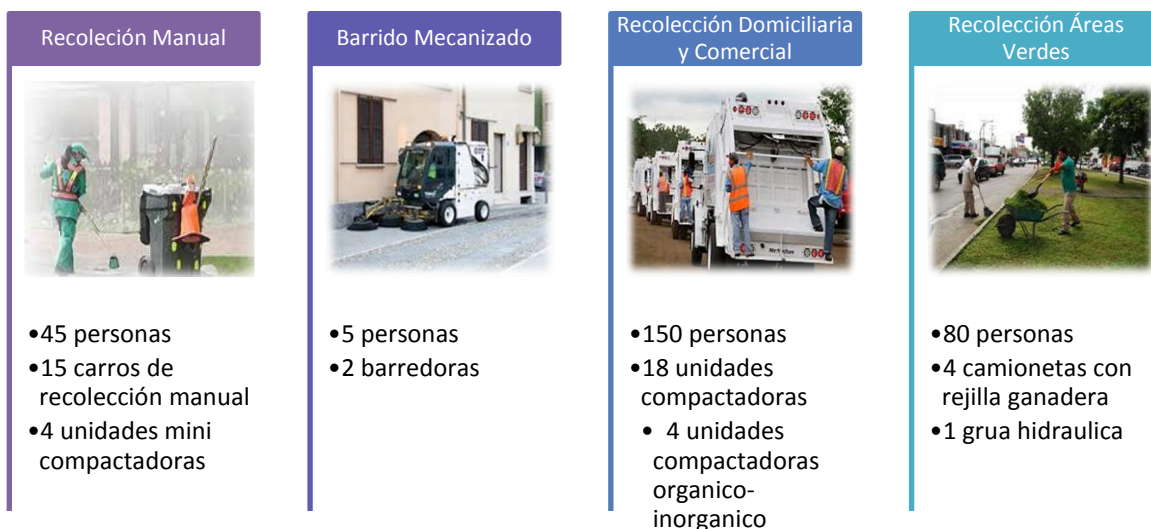 Recoleción Manual
•45 personas
•15 carros de
recolección manual
•4 unidades mini
compactadoras
Barrido Mecanizado
•5 personas
•2 barredoras
Recolección Domiciliaria
y Comercial
•150 personas
•18 unidades
compactadoras
• 4 unidades
compactadoras
organico-
inorganico
Recolección Áreas
Verdes
•80 personas
•4 camionetas con
rejilla ganadera
•1 grua hidraulica